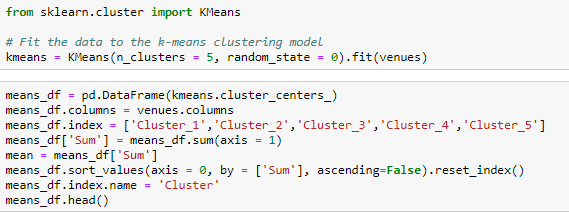 from sklearn.cluster import KMeans
# Fit the data to the k-means clustering model
kmeans = KMeans(n_clusters = 5, random_state = 0).fit(venues)
means_df = pd.DataFrame(kmeans.cluster_centers_)
means_df.columns = venues.columns
means_df.index = ['Cluster_1','Cluster_2','Cluster_3','Cluster_4','Cluster_5']
means_df['Sum'] = means_df.sum(axis = 1)
mean = means_df['Sum']
means_df.sort_values(axis = 0, by = ['Sum'], ascending=False).reset_index()
means_df.index.name = 'Cluster'
means_df.head()